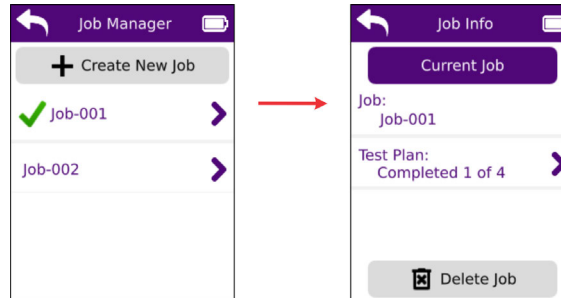 Job Manager
Create New Job
Job-001
Job-002
Job Info
Current Job
Job:
Job-001
Test Plan:
Completed 1 of 4
Delete Job